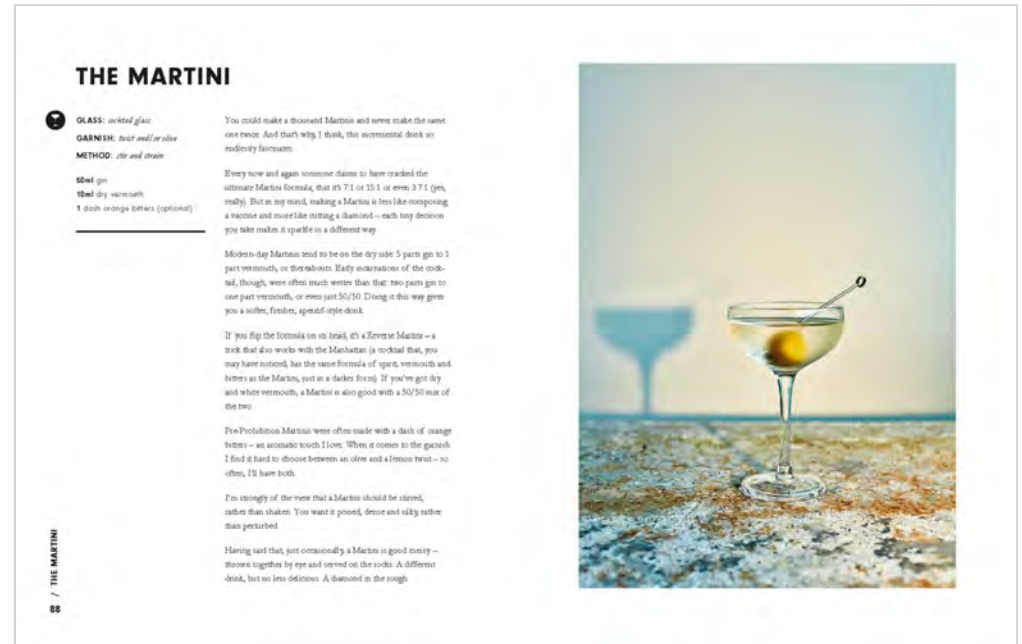 THE MARTINI
GLASS: cocktail glass
GARNISH: twist and/or olive
METHOD: stir and strain
50ml gin
10ml dry vermouth
1 dash orange bitters (optional)
You could make a thousand Martinis and never make the same
one twice. And that's why, I think, this incremental drink so
endlessly fascinates.
Every now and again someone claims to have cracked the
ultimate Martini formula, that it's 7:1 or 15:1 or even 3.7:1 (yes,
really). But in my mind, making a Martini is less like composing
a vaccine and more like cutting a diamond – each tiny decision
you take makes it sparkle in a different way.
Modern-day Martinis tend to be on the dry side: 5 parts gin to 1
part vermouth, or thereabouts. Early incarnations of the cock-
tail, though, were often much wetter than that: two parts gin to
one part vermouth, or even just 50/50. Doing it this way gives
you a softer, fresher, aperitif-style drink.
If you flip the formula on its head, it's a Reverse Martini – a
trick that also works with the Manhattan (a cocktail that, you
may have noticed, has the same formula of spirit, vermouth and
bitters as the Martini, just in a darker form). If you've got dry
and white vermouth, a Martini is also good with a 50/50 mix of
the two.
Pre-Prohibition Martinis were often made with a dash of orange
bitters – an aromatic touch I love. When it comes to the garnish
I find it hard to choose between an olive and a lemon twist – so
often, I'll have both.
I'm strongly of the view that a Martini should be stirred,
rather than shaken. You want it poised, dense and silky, rather
than perturbed.
Having said that, just occasionally, a Martini is good messy –
thrown together by eye and served on the rocks. A different
drink, but no less delicious. A diamond in the rough.
88 / THE MARTINI